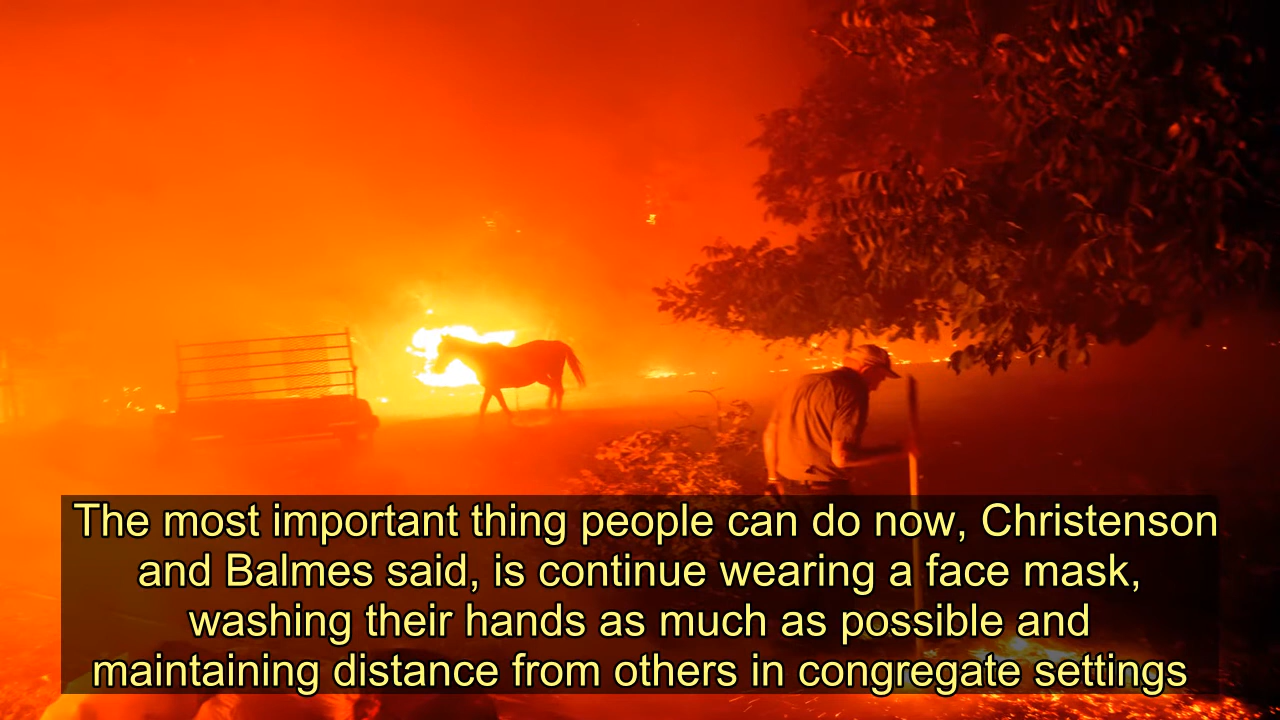 The most important thing people can do now, Christenson
and Balmes said, is continue wearing a face mask,
washing their hands as much as possible and
maintaining distance from others in congregate settings